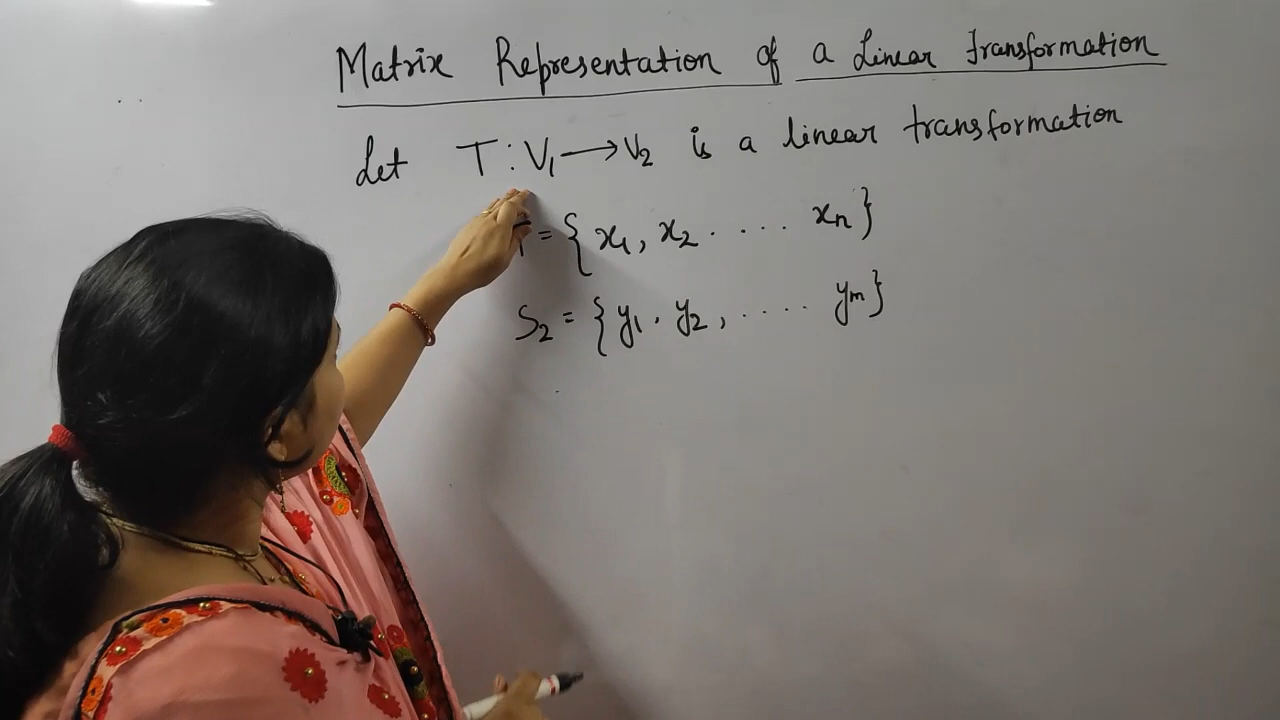 Matrix Representation of a Linear transformation
Let T : V₁ → V₂ is a linear transformation
= { x₁, x₂ . . . . xₙ }
S₂ = { y₁ . y₂ , . . . . yₘ }